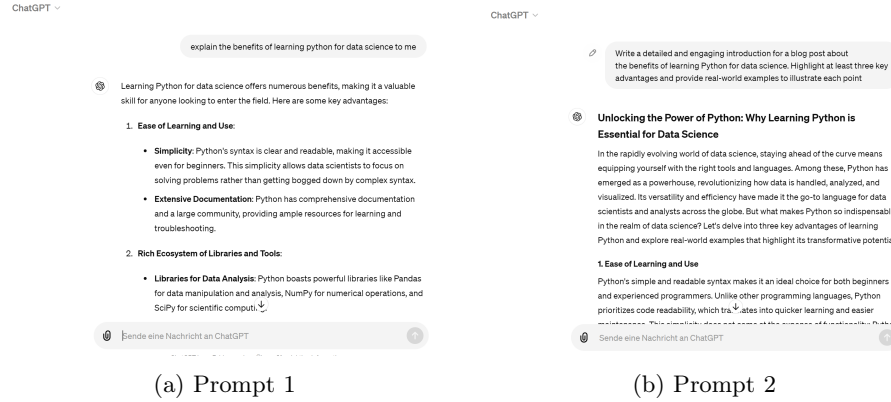 ChatGPT
explain the benefits of learning python for data science to me
Learning Python for data science offers numerous benefits, making it a valuable
skill for anyone looking to enter the field. Here are some key advantages:
1. Ease of Learning and Use:
• Simplicity: Python's syntax is clear and readable, making it accessible
even for beginners. This simplicity allows data scientists to focus on
solving problems rather than getting bogged down by complex syntax.
• Extensive Documentation: Python has comprehensive documentation
and a large community, providing ample resources for learning and
troubleshooting.
2. Rich Ecosystem of Libraries and Tools:
• Libraries for Data Analysis: Python boasts powerful libraries like Pandas
for data manipulation and analysis, NumPy for numerical operations, and
SciPy for scientific
Sende eine Nachricht an ChatGPT
(a) Prompt 1
ChatGPT
Write a detailed and engaging introduction for a blog post about
the benefits of learning Python for data science. Highlight at least three key
advantages and provide real-world examples to illustrate each point
Unlocking the Power of Python: Why Learning Python is
Essential for Data Science
In the rapidly evolving world of data science, staying ahead of the curve means
equipping yourself with the right tools and languages. Among these, Python has
emerged as a powerhouse, revolutionizing how data is handled, analyzed, and
visualized. Its versatility and efficiency have made it the go-to language for data
scientists and analysts across the globe. But what makes Python so indispensabl
in the realm of data science? Let's delve into three key advantages of learning
Python and explore real-world examples that highlight its transformative potentia
1. Ease of Learning and Use
Python's simple and readable syntax makes it an ideal choice for both beginners
and experienced programmers. Unlike other programming languages, Python
prioritizes code readability, which into quicker learning and easier
Sende eine Nachricht an ChatGPT
(b) Prompt 2